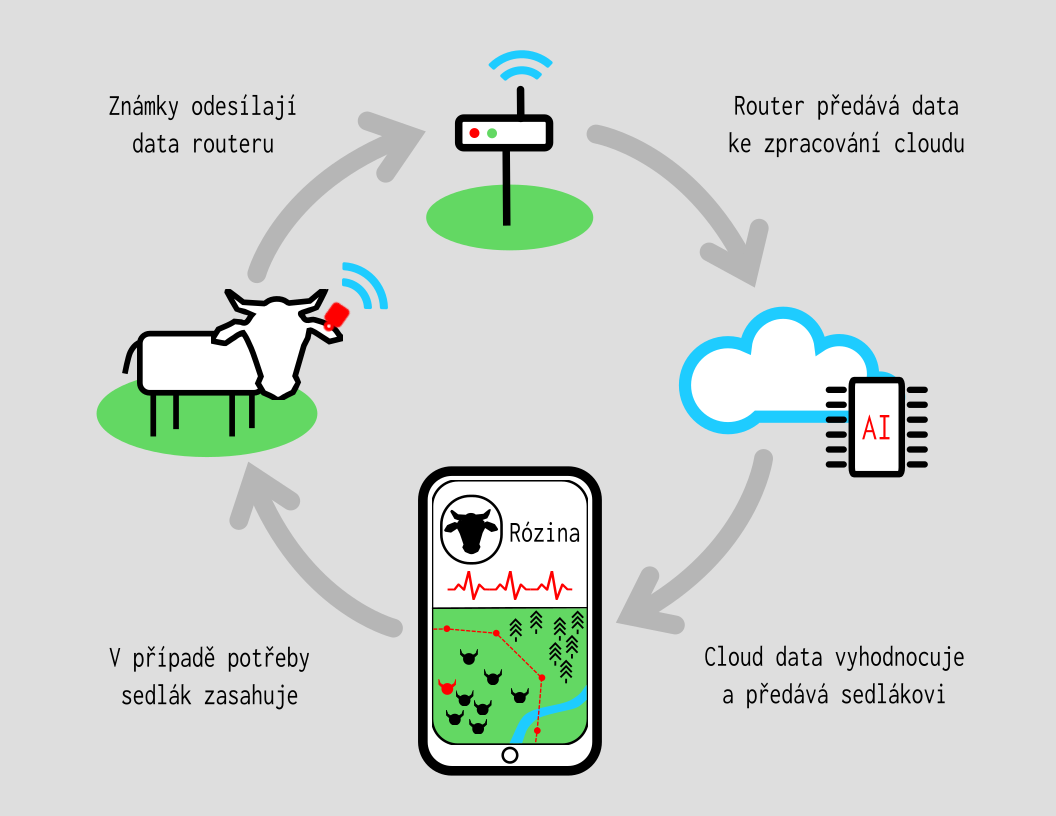 Známky odesílají
data routeru
Router předává data
ke zpracování cloudu
AI
Rózina
V případě potřeby
sedlák zasahuje
Cloud data vyhodnocuje
a předává sedlákovi